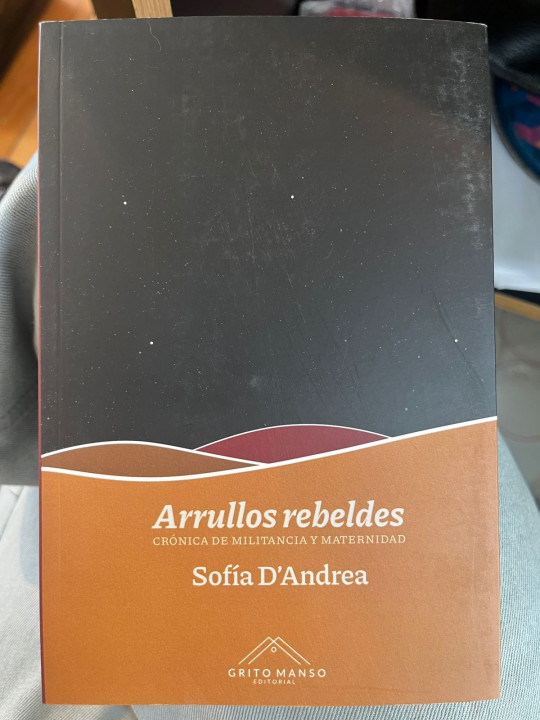 Arrullos rebeldes
CRÓNICA DE MILITANCIA Y MATERNIDAD
Sofía D'Andrea
GRITO MANSO
EDITORIAL